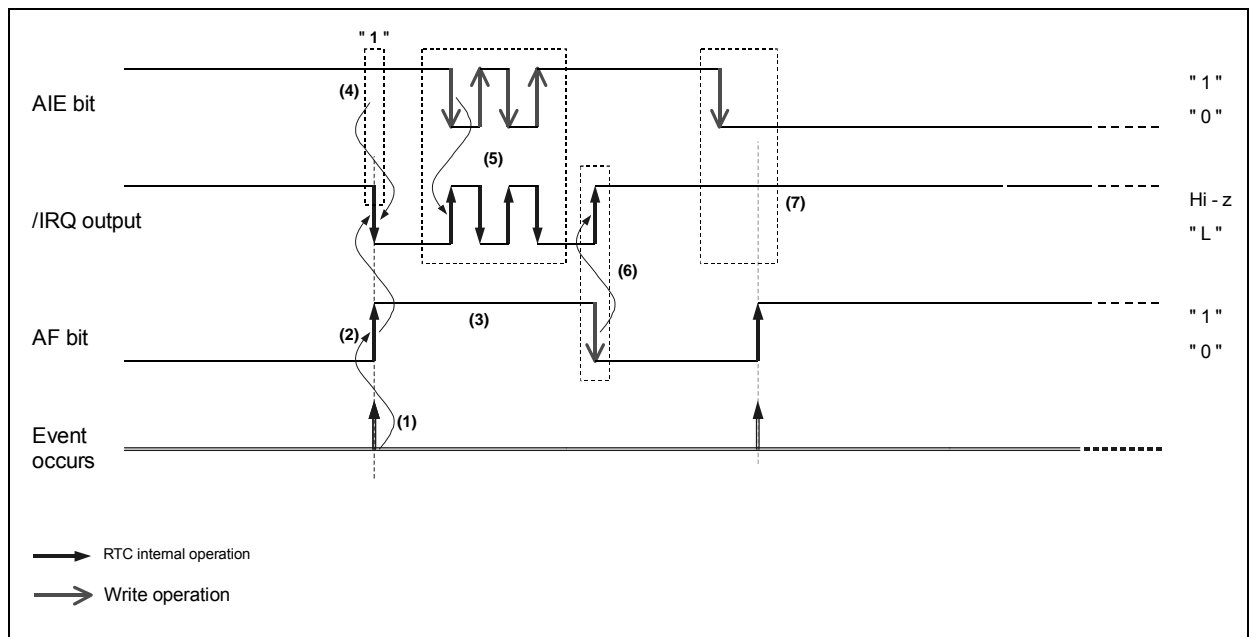 " 1 "
AIE bit
(4)
(5)
" 1 "
" 0 "
/IRQ output
(7)
Hi - z
" L "
(6)
AF bit
(2)
(3)
" 1 "
" 0 "
(1)
Event
occurs
RTC internal operation
Write operation